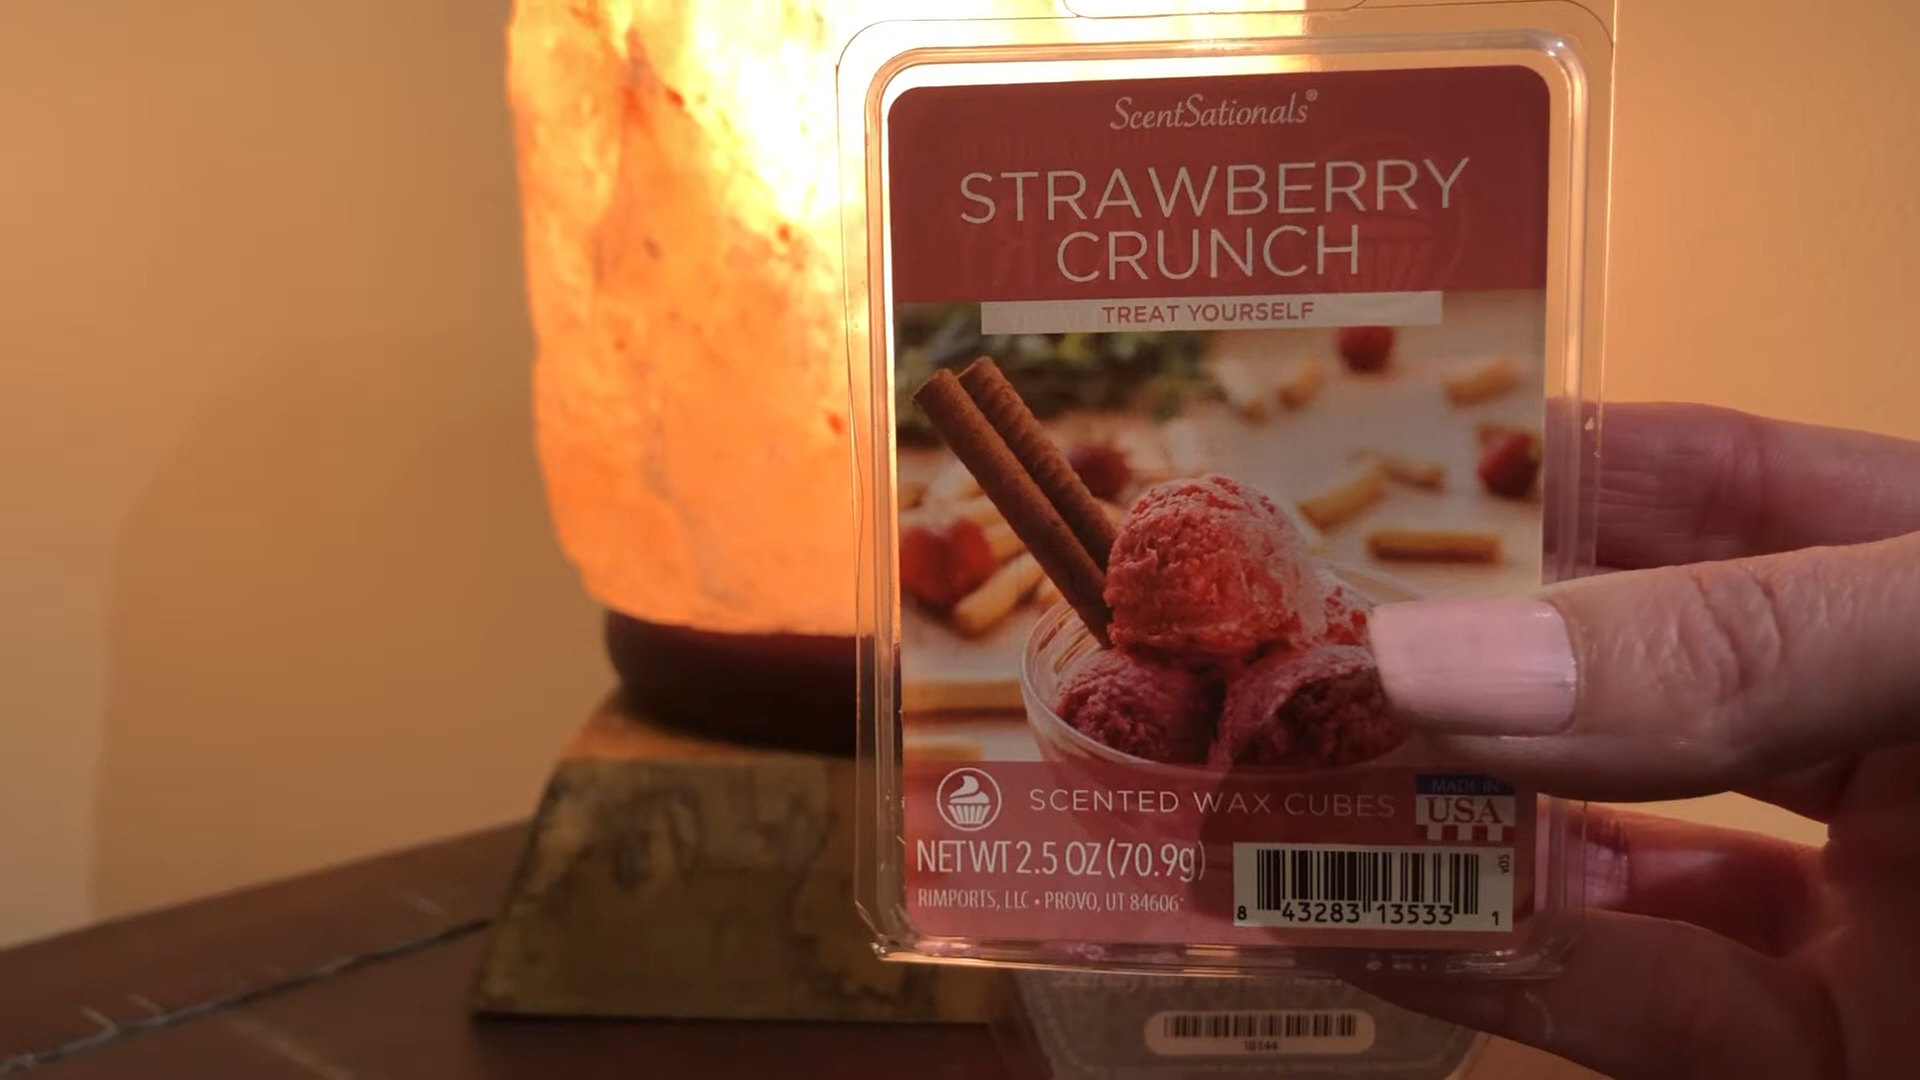 ScentSationals®
STRAWBERRY
CRUNCH
TREAT YOURSELF
SCENTED WAX CUBES
MADE IN
USA
NET WT 2.5 OZ (70.9g)
RIMPORTS, LLC • PROVO, UT 84606
8 43283 13533 1